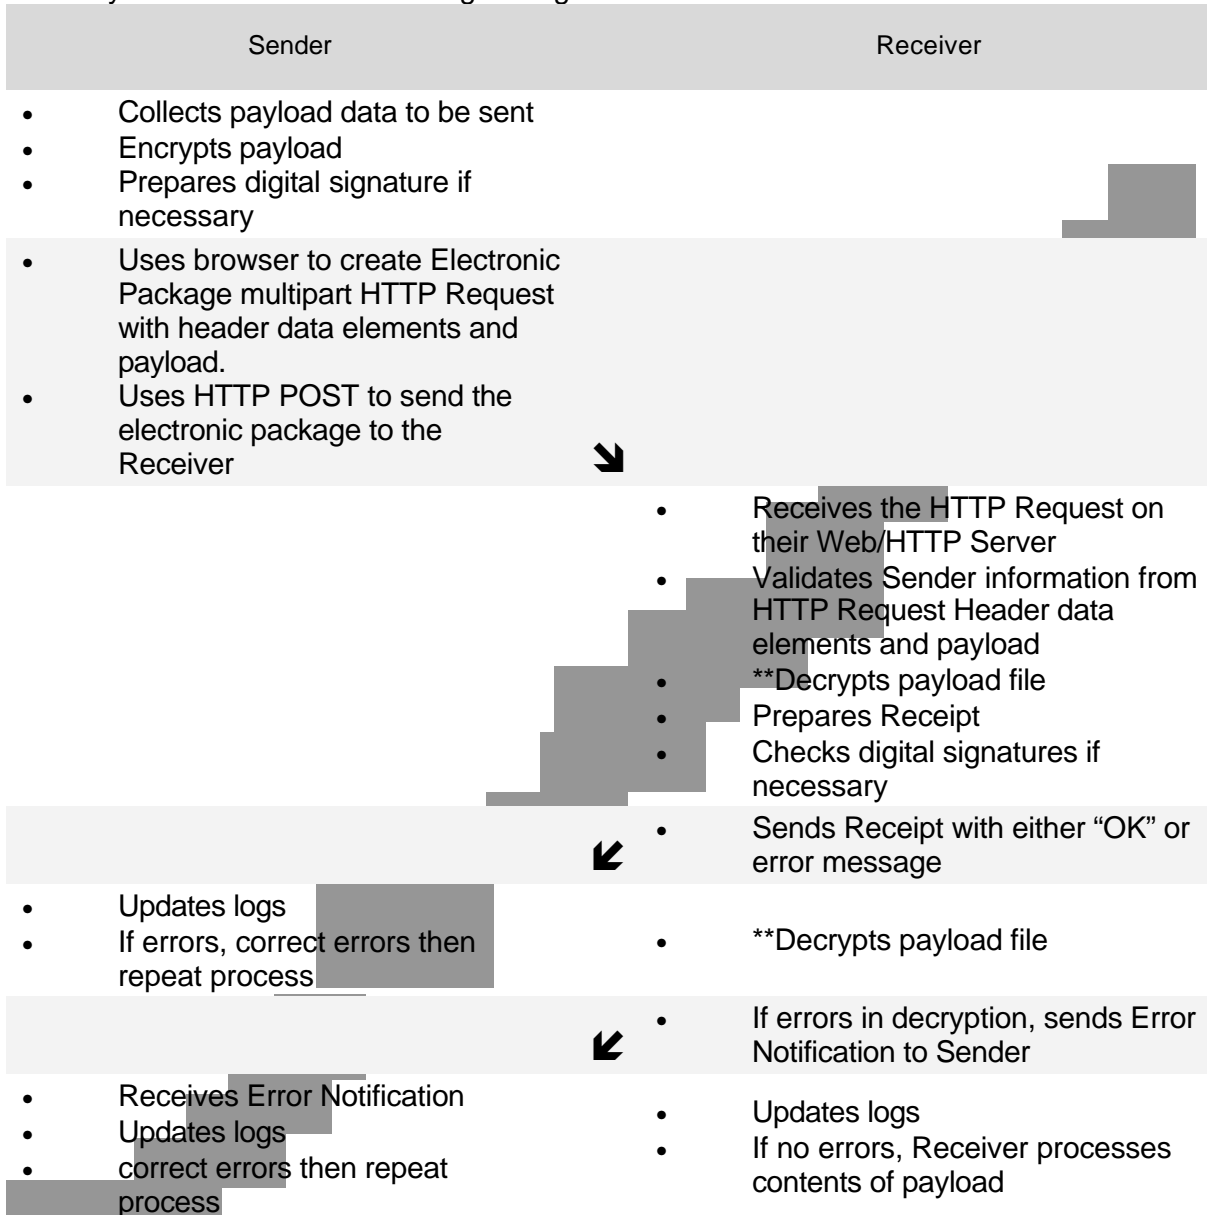 Sender Receiver
• Collects payload data to be sent
• Encrypts payload
• Prepares digital signature if
necessary
• Uses browser to create Electronic
Package multipart HTTP Request
with header data elements and
payload.
• Uses HTTP POST to send the
electronic package to the
Receiver
• Receives the HTTP Request on
their Web/HTTP Server
• Validates Sender information from
HTTP Request Header data
elements and payload
• **Decrypts payload file
• Prepares Receipt
• Checks digital signatures if
necessary
• Sends Receipt with either “OK” or
error message
• Updates logs
• If errors, correct errors then
repeat process
• **Decrypts payload file
• If errors in decryption, sends Error
Notification to Sender
• Receives Error Notification
• Updates logs
• correct errors then repeat
process
• Updates logs
• If no errors, Receiver processes
contents of payload